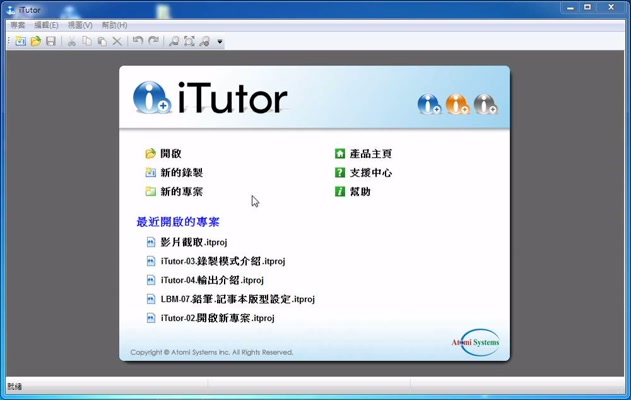 iTutor
專案 編輯(E) 視圖(V) 幫助(H)
iTutor
開啟
新的錄製
新的專案
產品主頁
支援中心
幫助
最近開啟的專案
影片截取.itproj
iTutor-03.錄製模式介紹.itproj
iTutor-04.輸出介紹.itproj
LBM-07.鉛筆.記事本版型設定.itproj
iTutor-02.開啟新專案.itproj
Atomi Systems
Copyright © Atomi Systems Inc. All Rights Reserved.
就緒